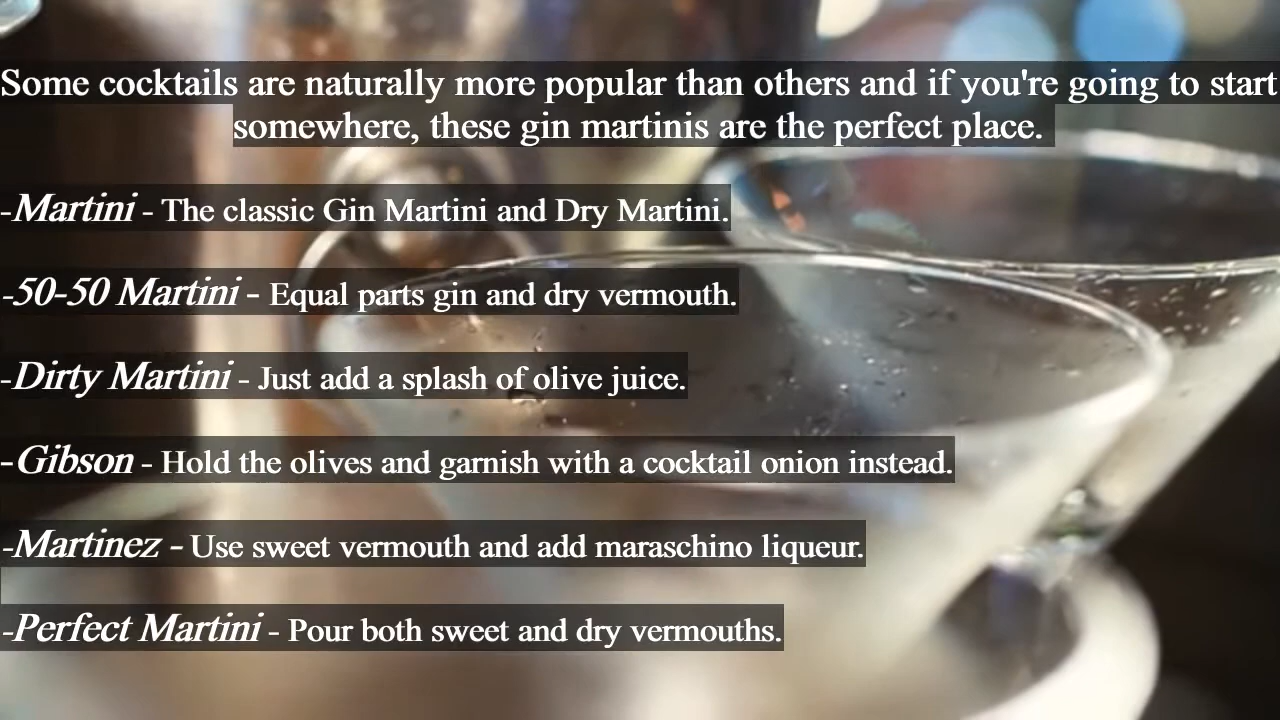 Some cocktails are naturally more popular than others and if you're going to start
somewhere, these gin martinis are the perfect place.
-Martini - The classic Gin Martini and Dry Martini.
-50-50 Martini - Equal parts gin and dry vermouth.
-Dirty Martini - Just add a splash of olive juice.
-Gibson - Hold the olives and garnish with a cocktail onion instead.
-Martinez - Use sweet vermouth and add maraschino liqueur.
-Perfect Martini - Pour both sweet and dry vermouths.